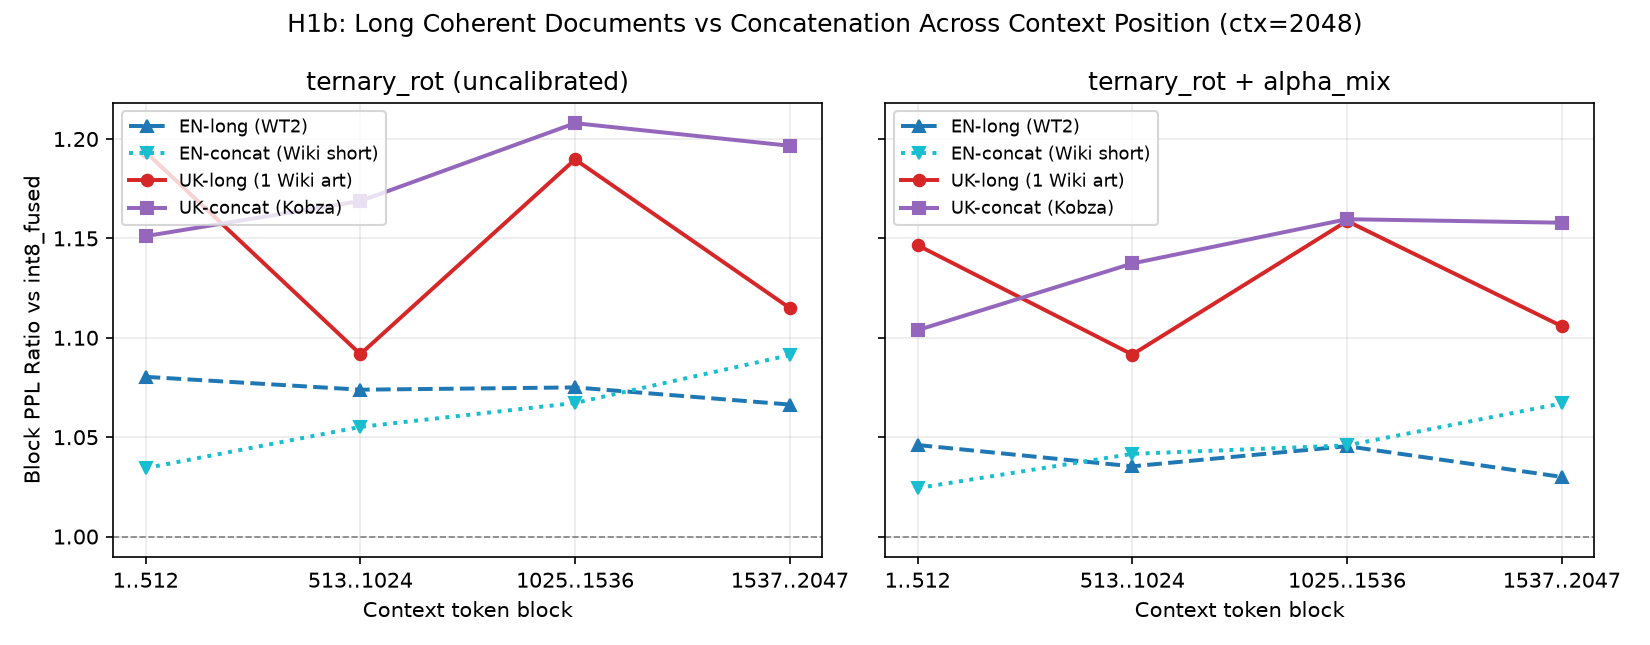 H1b: Long Coherent Documents vs Concatenation Across Context Position (ctx=2048)
ternary_rot (uncalibrated)
EN-long (WT2)
EN-concat (Wiki short)
UK-long (1 Wiki art)
UK-concat (Kobza)
Block PPL Ratio vs int8_fused
1.20
1.15
1.10
1.05
1.00
1..512
513..1024
1025..1536
1537..2047
Context token block
ternary_rot + alpha_mix
EN-long (WT2)
EN-concat (Wiki short)
UK-long (1 Wiki art)
UK-concat (Kobza)
1..512
513..1024
1025..1536
1537..2047
Context token block